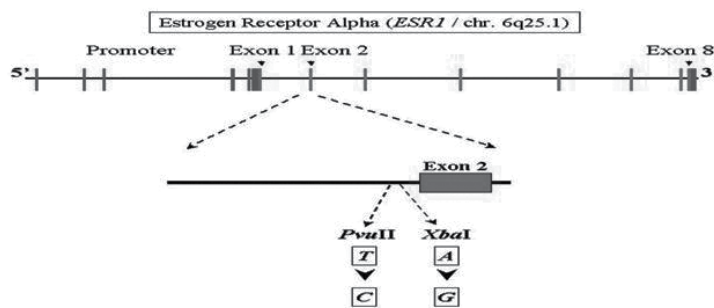 Estrogen Receptor Alpha (ESR1 / chr. 6q25.1)
Promoter Exon 1 Exon 2 Exon 8
5' 3
Exon 2
PvuII XbaI
T A
C G